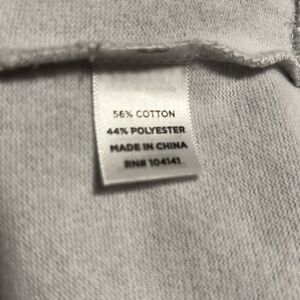 56% COTTON
44% POLYESTER
MADE IN CHINA
RN# 104141